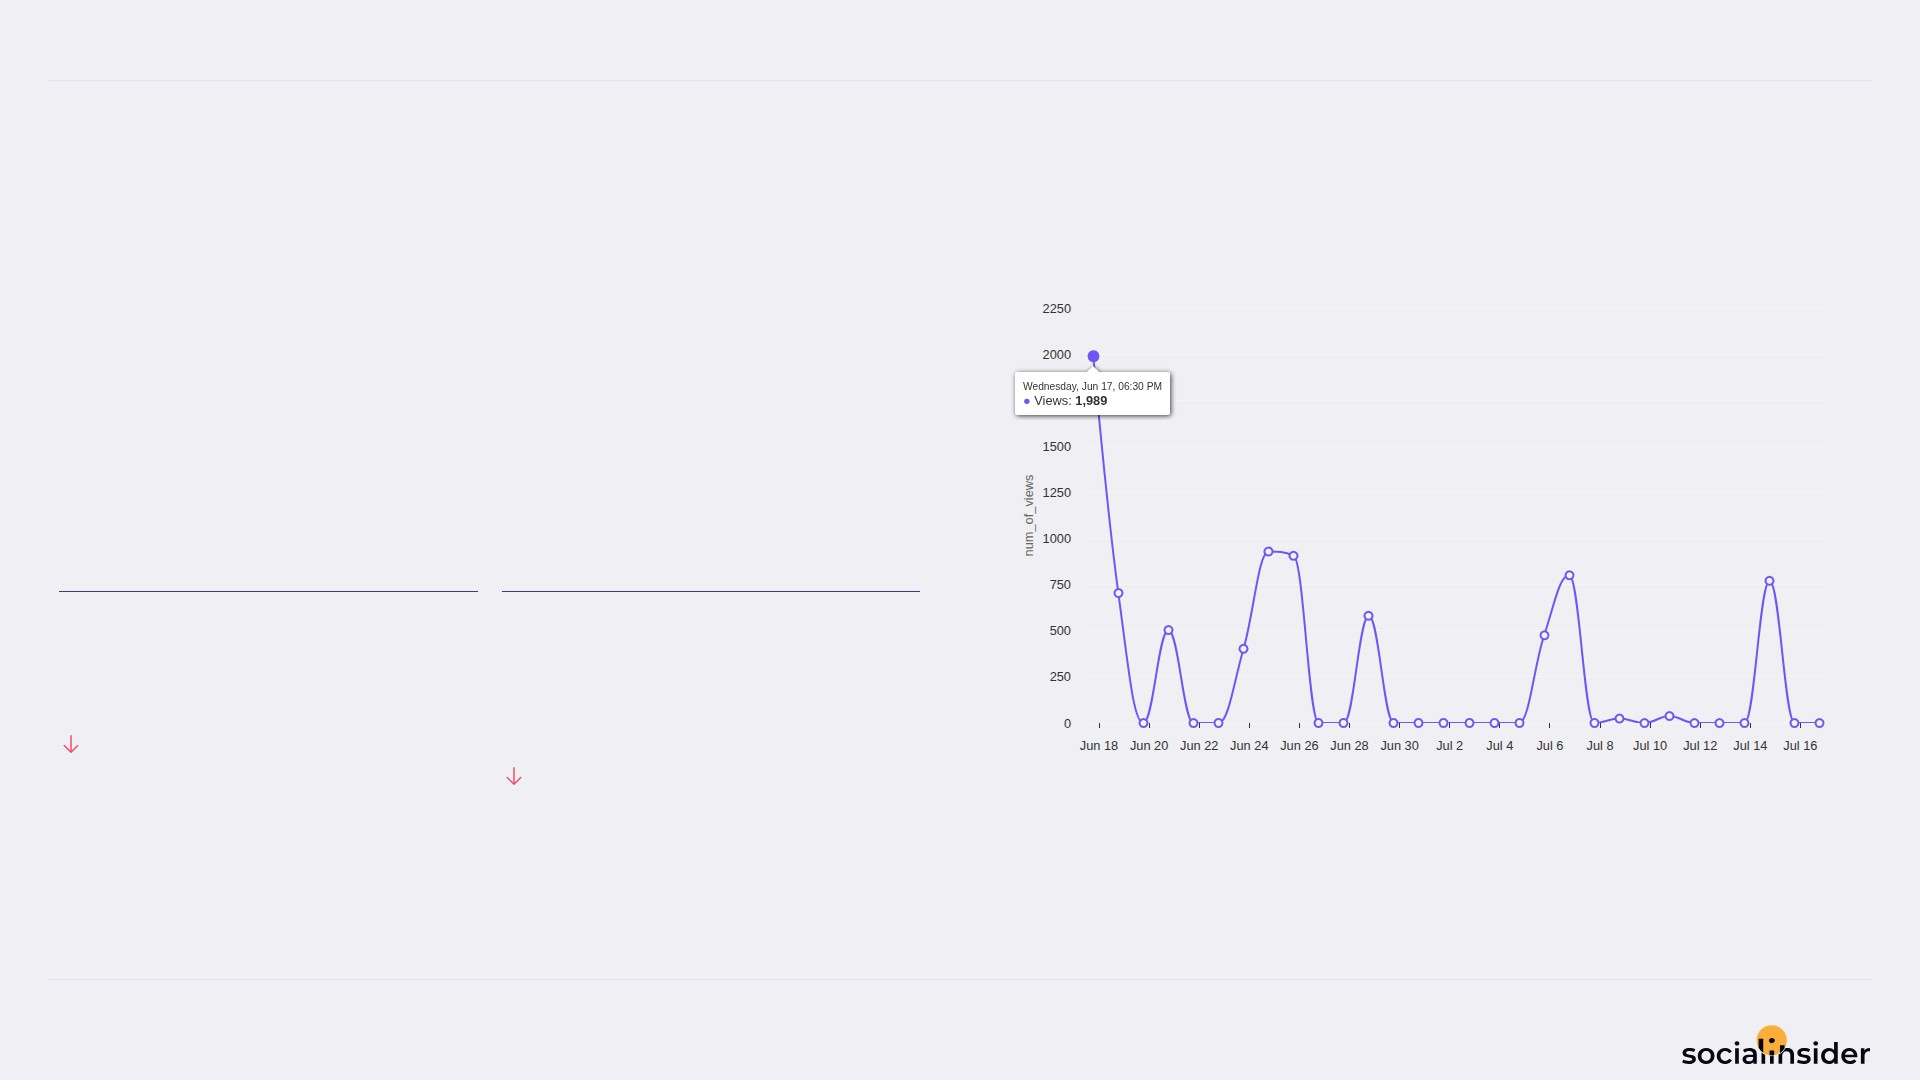 2250
2000
Wednesday, Jun 17, 06:30 PM
● Views: 1,989
1500
1250
num_of_views
1000
750
500
250
0
Jun 18 Jun 20 Jun 22 Jun 24 Jun 26 Jun 28 Jun 30 Jul 2 Jul 4 Jul 6 Jul 8 Jul 10 Jul 12 Jul 14 Jul 16
socialinsider